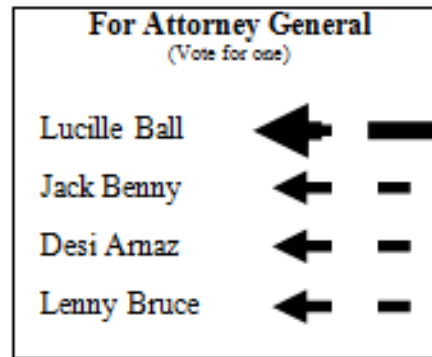 For Attorney General
(Vote for one)
Lucille Ball
Jack Benny
Desi Arnaz
Lenny Bruce